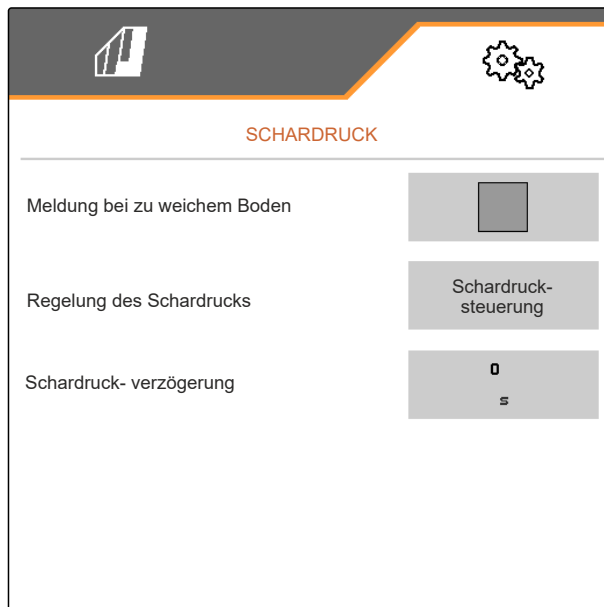 SCHARDRUCK
Meldung bei zu weichem Boden
Regelung des Schardrucks
Schardruck-
steuerung
Schardruck- verzögerung
0
s